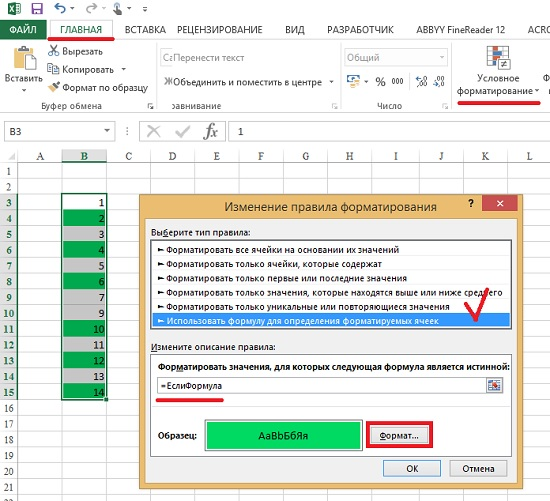 ФАЙЛ ГЛАВНАЯ ВСТАВКА РЕЦЕНЗИРОВАНИЕ ВИД РАЗРАБОТЧИК ABBYY FineReader 12 ACRO
Вставить
Вырезать
Копировать
Формат по образцу
Буфер обмена
Перенести текст
Объединить и поместить в центре
равнивание
Общий
% 000
Число
Условное
форматирование
Ф
B3 fx 1
A B C D E F G H I J K L
1
2
3 1
4 2
5 3
6 4
7 5
8 6
9 7
10 9
11 10
12 11
13 12
14 13
15 14
16
17
18
19
20
21
22
Изменение правила форматирования
Выберите тип правила:
► Форматировать все ячейки на основании их значений
► Форматировать только ячейки, которые содержат
► Форматировать только первые или последние значения
► Форматировать только значения, которые находятся выше или ниже среднего
► Форматировать только уникальные или повторяющиеся значения
► Использовать формулу для определения форматируемых ячеек
Измените описание правила:
Форматировать значения, для которых следующая формула является истинной:
=ЕслиФормула
Образец:
АаВbБбЯя
Формат...
ОК
Отмена